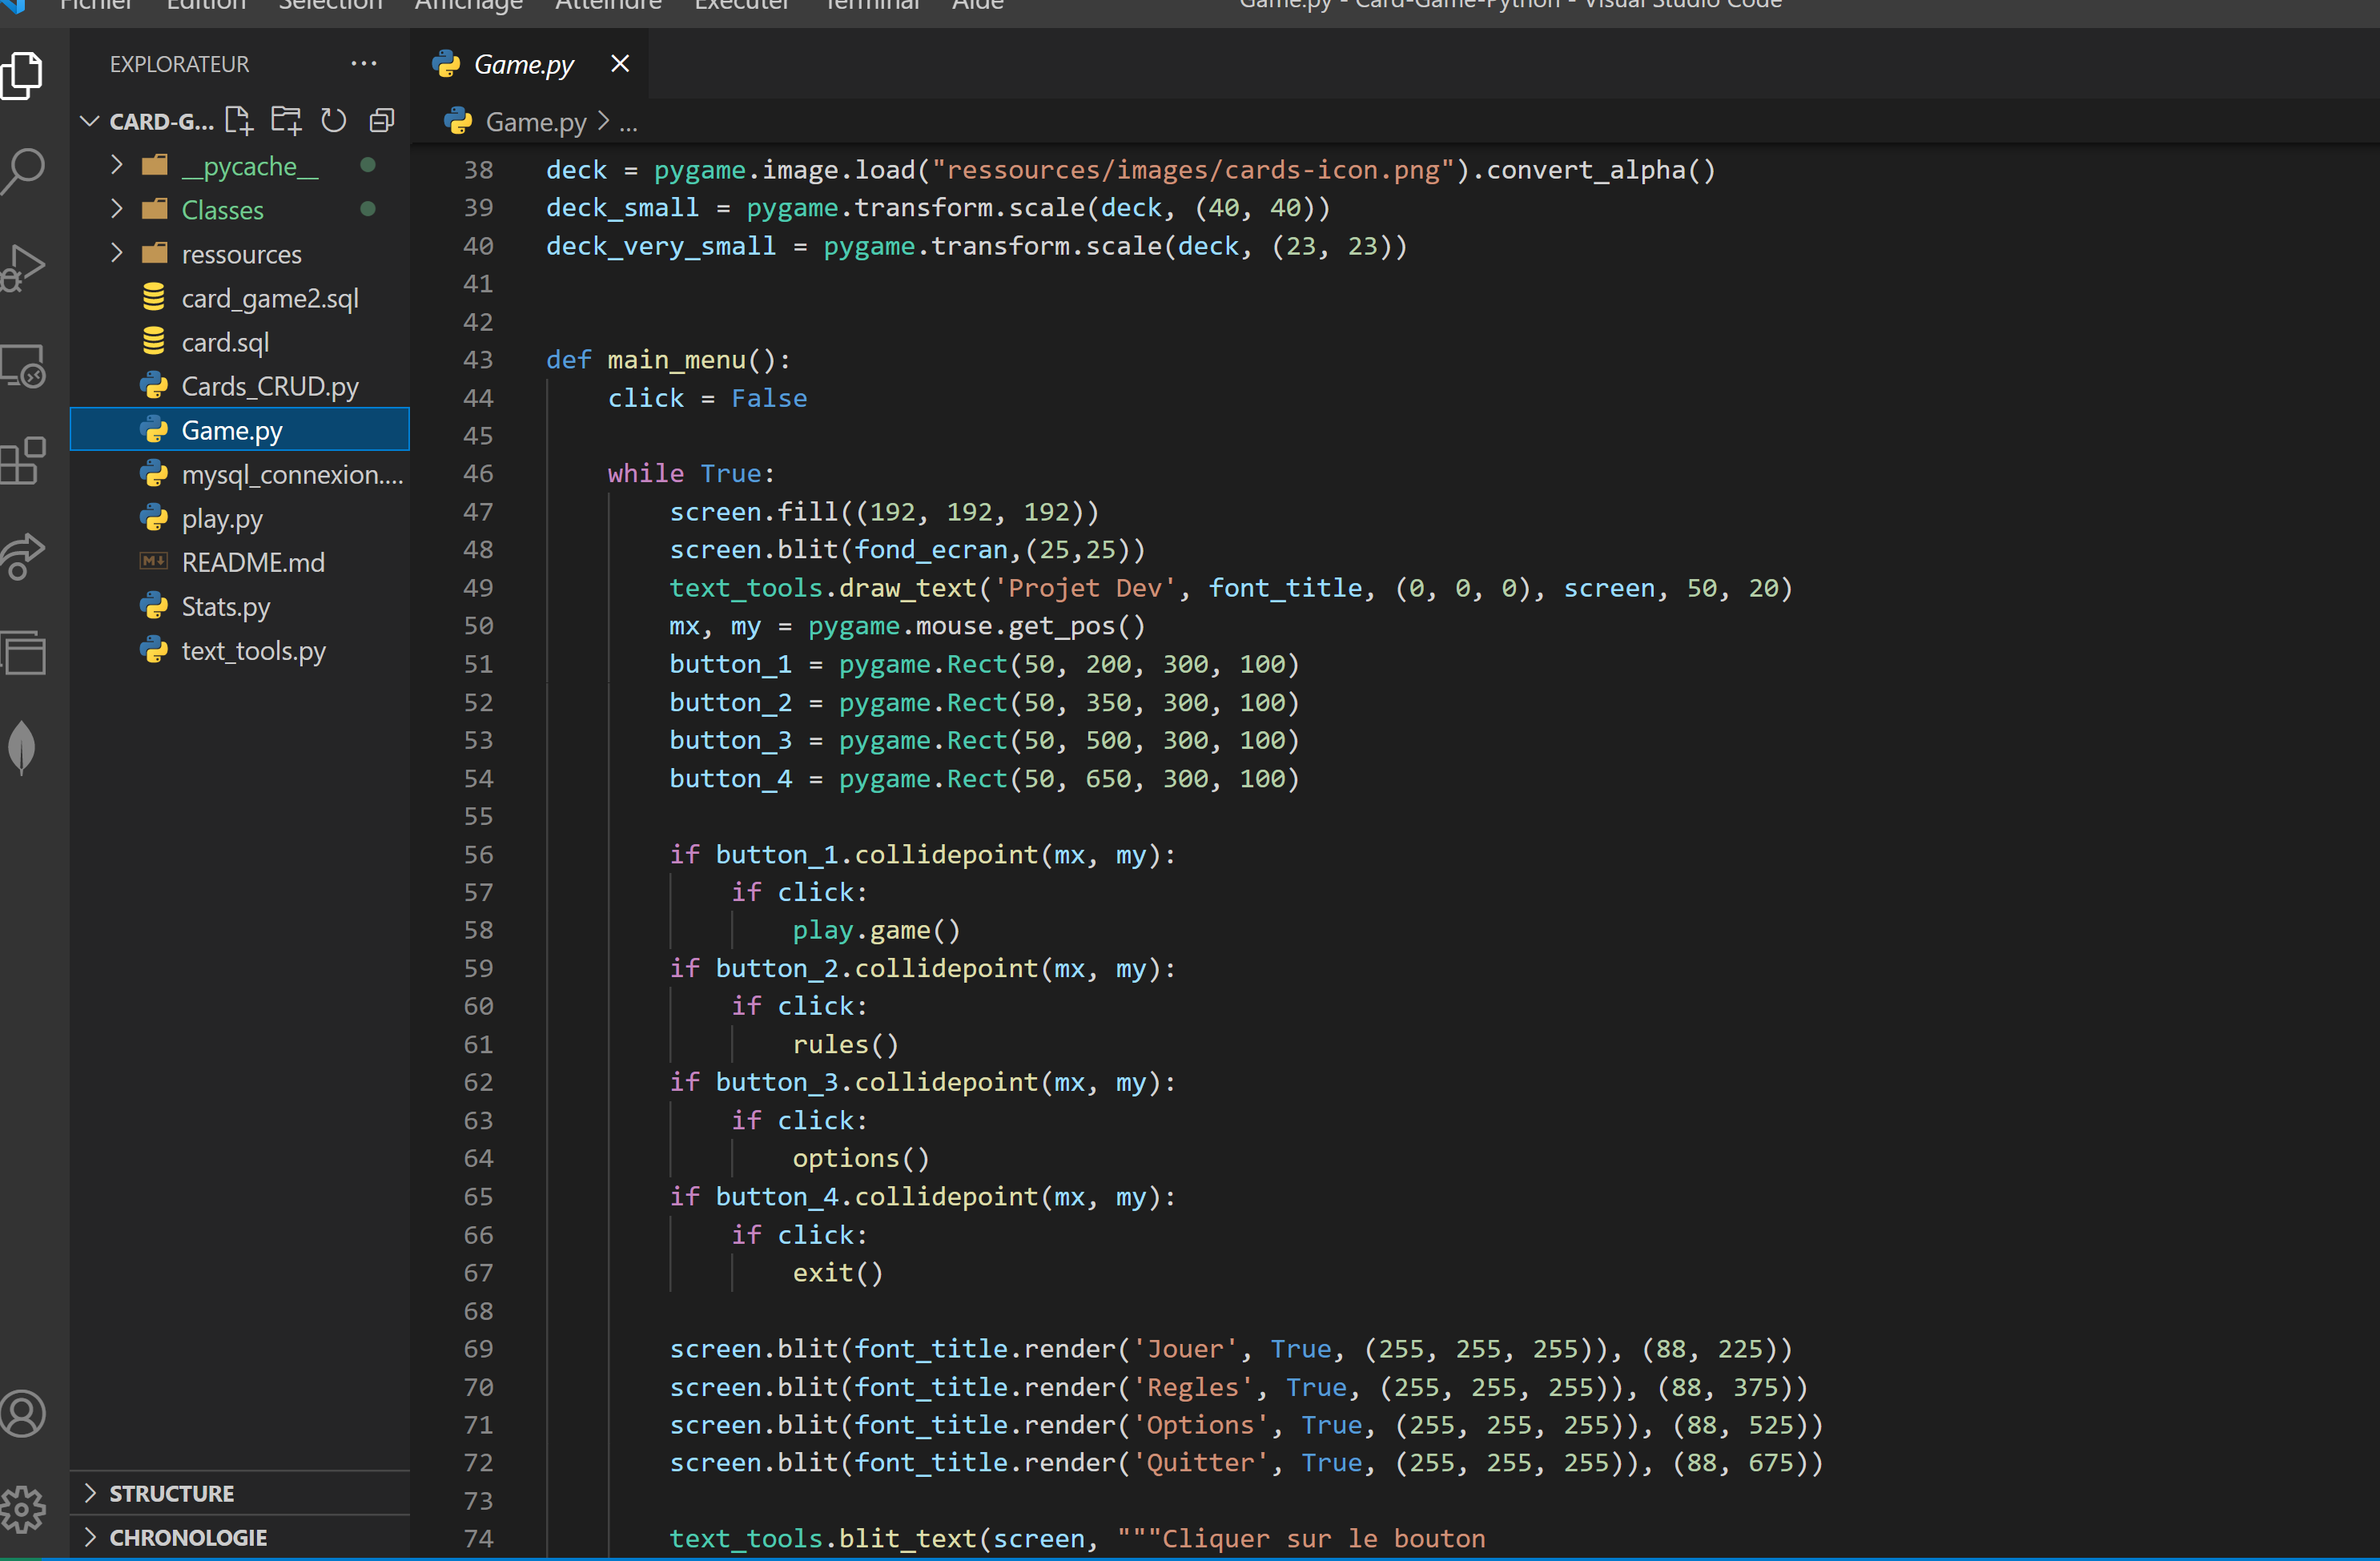 Fichier Edition Sélection Affichage Atteindre Exécuter Terminal Aide
Game.py - Card-Game-Python - Visual Studio Code
EXPLORATEUR
CARD-G...
__pycache__
Classes
ressources
card_game2.sql
card.sql
Cards_CRUD.py
Game.py
mysql_connexion....
play.py
README.md
Stats.py
text_tools.py
STRUCTURE
CHRONOLOGIE
Game.py
Game.py > ...
38 deck = pygame.image.load("ressources/images/cards-icon.png").convert_alpha()
39 deck_small = pygame.transform.scale(deck, (40, 40))
40 deck_very_small = pygame.transform.scale(deck, (23, 23))
41
42
43 def main_menu():
44     click = False
45
46     while True:
47         screen.fill((192, 192, 192))
48         screen.blit(fond_ecran,(25,25))
49         text_tools.draw_text('Projet Dev', font_title, (0, 0, 0), screen, 50, 20)
50         mx, my = pygame.mouse.get_pos()
51         button_1 = pygame.Rect(50, 200, 300, 100)
52         button_2 = pygame.Rect(50, 350, 300, 100)
53         button_3 = pygame.Rect(50, 500, 300, 100)
54         button_4 = pygame.Rect(50, 650, 300, 100)
55
56         if button_1.collidepoint(mx, my):
57             if click:
58                 play.game()
59         if button_2.collidepoint(mx, my):
60             if click:
61                 rules()
62         if button_3.collidepoint(mx, my):
63             if click:
64                 options()
65         if button_4.collidepoint(mx, my):
66             if click:
67                 exit()
68
69         screen.blit(font_title.render('Jouer', True, (255, 255, 255)), (88, 225))
70         screen.blit(font_title.render('Regles', True, (255, 255, 255)), (88, 375))
71         screen.blit(font_title.render('Options', True, (255, 255, 255)), (88, 525))
72         screen.blit(font_title.render('Quitter', True, (255, 255, 255)), (88, 675))
73
74         text_tools.blit_text(screen, """Cliquer sur le bouton